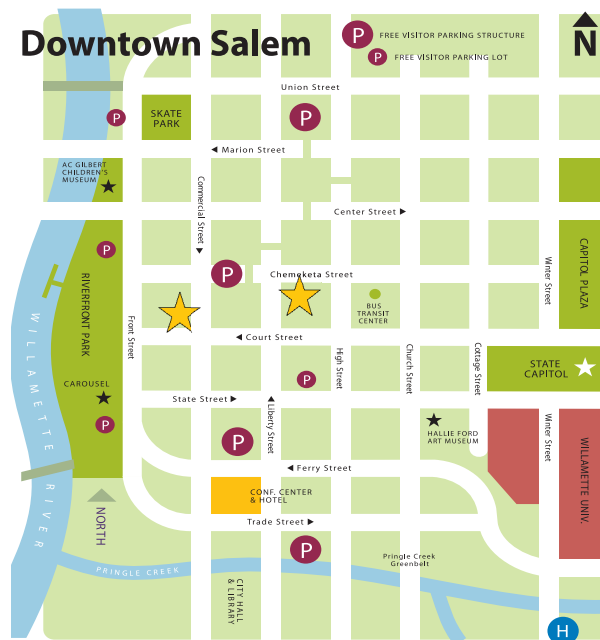 Downtown Salem
P FREE VISITOR PARKING STRUCTURE
P FREE VISITOR PARKING LOT
N
Union Street
P
SKATE
PARK
P
Marion Street
AC GILBERT
CHILDREN'S
MUSEUM
Commercial Street
Center Street
P
P
Chemeketa Street
Winter Street
CAPITOL PLAZA
RIVERFRONT PARK
BUS
TRANSIT
CENTER
WILLAMETTE RIVER
Front Street
Court Street
High Street
Church Street
Cottage Street
STATE
CAPITOL
CAROUSEL
P
State Street
Liberty Street
P
P
HALLIE FORD
ART MUSEUM
Winter Street
WILLAMETTE UNIV.
Ferry Street
CONF. CENTER
& HOTEL
NORTH
Trade Street
P
PRINGLE CREEK
Pringle Creek
Greenbelt
CITY HALL
& LIBRARY
H